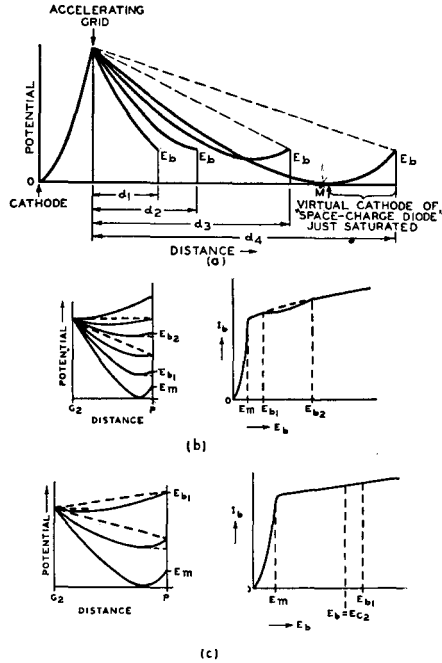 ACCELERATING
GRID
POTENTIAL
0
Eb
Eb
Eb
Eb
M
CATHODE
d1
d2
d3
d4
VIRTUAL CATHODE OF
"SPACE-CHARGE DIODE"
JUST SATURATED
DISTANCE →
(a)
POTENTIAL →
Eb2
Eb1
Em
G2
P
DISTANCE
Ib
0
Em
Eb1
Eb2
→ Eb
(b)
POTENTIAL →
Eb1
Em
G2
P
DISTANCE
Ib
0
Em
Eb1
Eb = EC2
→ Eb
(c)